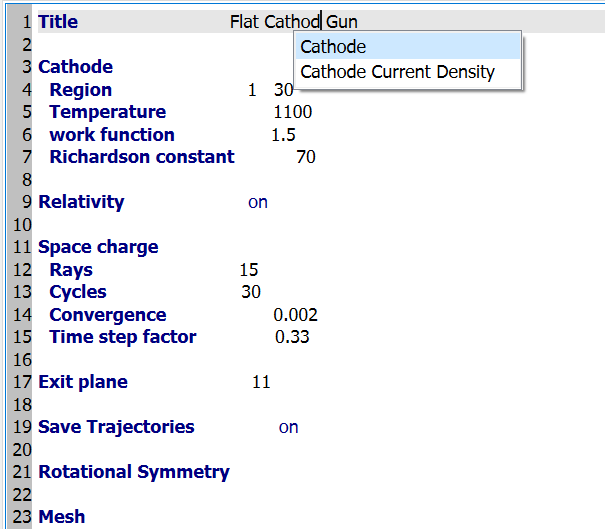 1 Title Flat Cathod Gun
Cathode
Cathode Current Density
2
3 Cathode
4 Region 1 30
5 Temperature 1100
6 work function 1.5
7 Richardson constant 70
8
9 Relativity on
10
11 Space charge
12 Rays 15
13 Cycles 30
14 Convergence 0.002
15 Time step factor 0.33
16
17 Exit plane 11
18
19 Save Trajectories on
20
21 Rotational Symmetry
22
23 Mesh